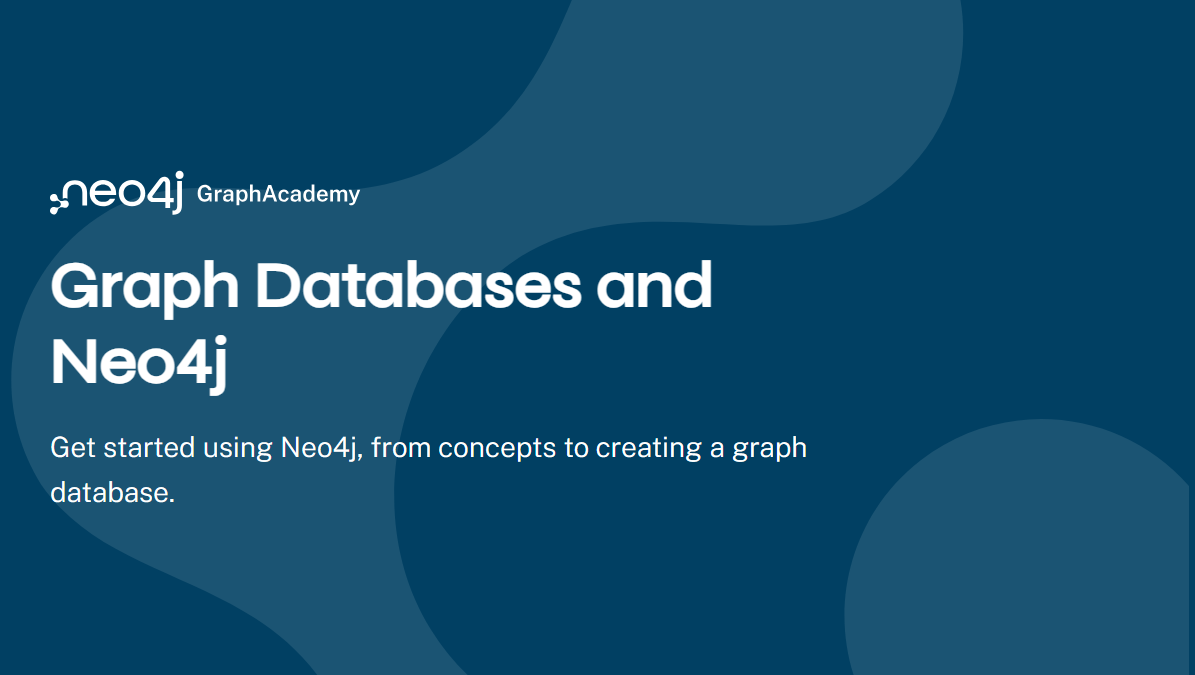 neo4j GraphAcademy
Graph Databases and
Neo4j
Get started using Neo4j, from concepts to creating a graph
database.